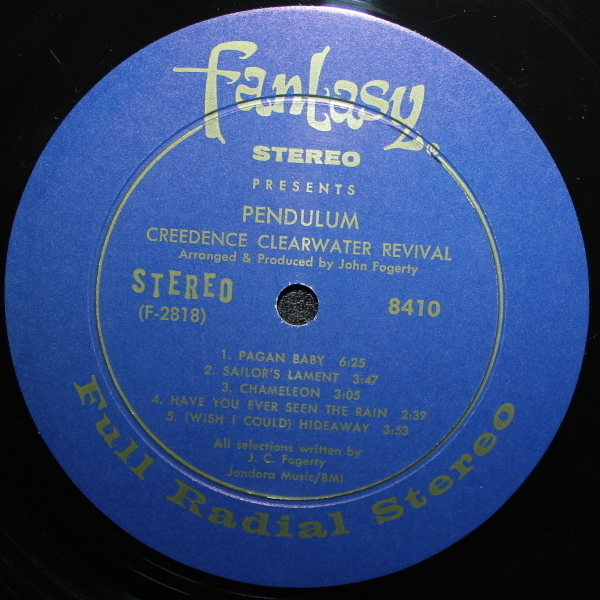 fantasy
STEREO
PRESENTS
PENDULUM
CREEDENCE CLEARWATER REVIVAL
Arranged & Produced by John Fogerty
STEREO
(F-2818)
8410
1. PAGAN BABY 6:25
2. SAILOR'S LAMENT 3:47
3. CHAMELEON 3:05
4. HAVE YOU EVER SEEN THE RAIN 2:39
5. (WISH I COULD) HIDEAWAY 3:53
All selections written by
J. C. Fogerty
Jondora Music/BMI
Full Radial Stereo